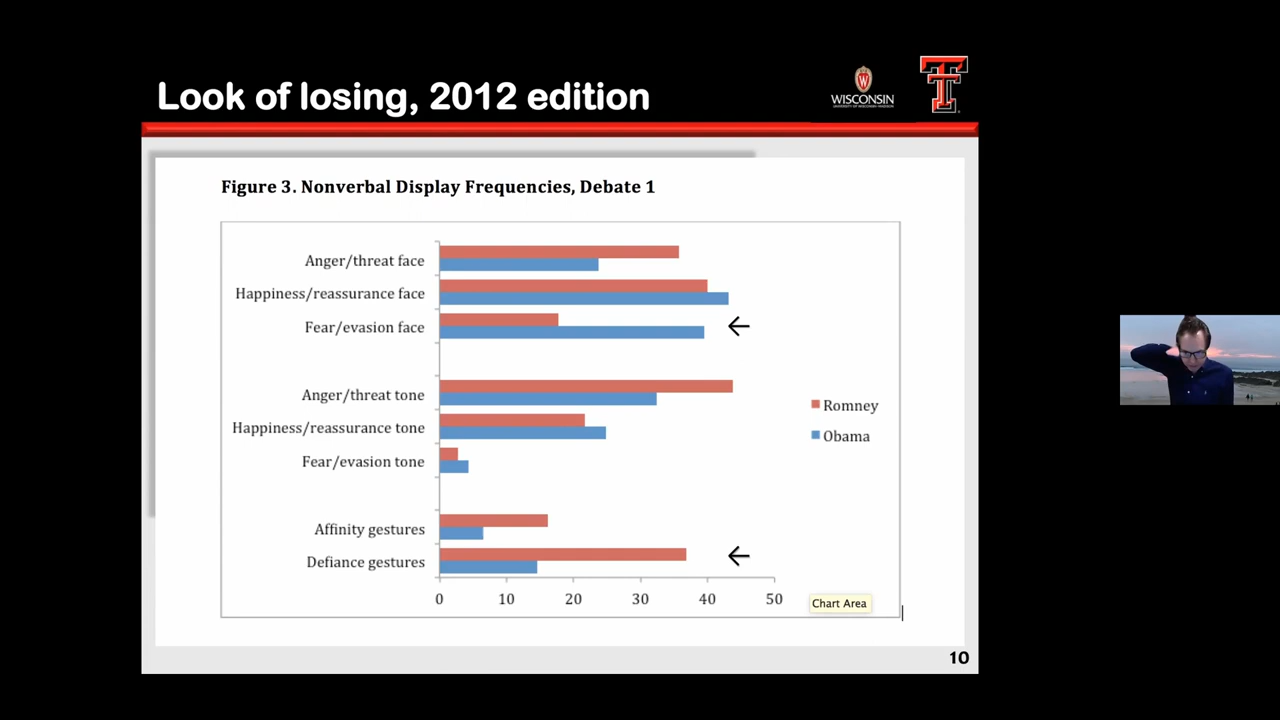 Look of losing, 2012 edition
WISCONSIN
Figure 3. Nonverbal Display Frequencies, Debate 1
Anger/threat face
Happiness/reassurance face
Fear/evasion face
Anger/threat tone
Happiness/reassurance tone
Fear/evasion tone
Affinity gestures
Defiance gestures
0 10 20 30 40 50
Romney
Obama
Chart Area
10